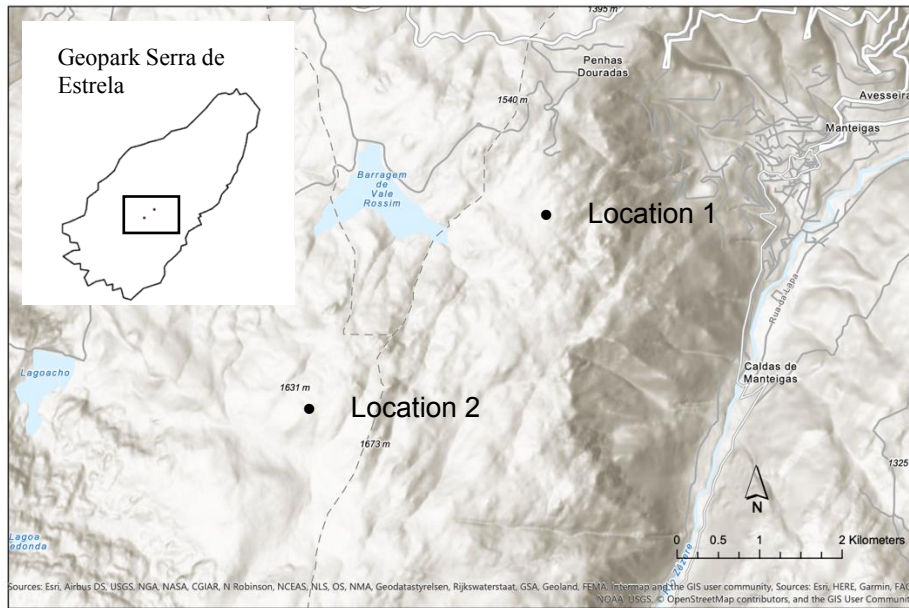 Geopark Serra de
Estrela
1395 m
Penhas
Douradas
1540 m
Avesseira
Manteigas
Barragem
de
Vale
Rossim
Location 1
Rua da Lapa
Lagoacho
Caldas de
Manteigas
1631 m
Location 2
1673 m
1325
N
Lagoa
edonda
0 0.5 1 2 Kilometers
Zêzere
Sources: Esri, Airbus DS, USGS, NGA, NASA, CGIAR, N Robinson, NCEAS, NLS, OS, NMA, Geodatastyrelsen, Rijkswaterstaat, GSA, Geoland, FEMA, Intermap and the GIS user community, Sources: Esri, HERE, Garmin, FAO,
NOAA, USGS, © OpenStreetMap contributors, and the GIS User Communit